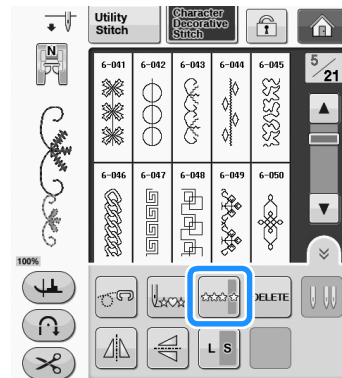 Utility
Stitch
Character
Decorative
Stitch
N
6-041 6-042 6-043 6-044 6-045
5/21
6-046 6-047 6-048 6-049 6-050
100%
DELETE
L S